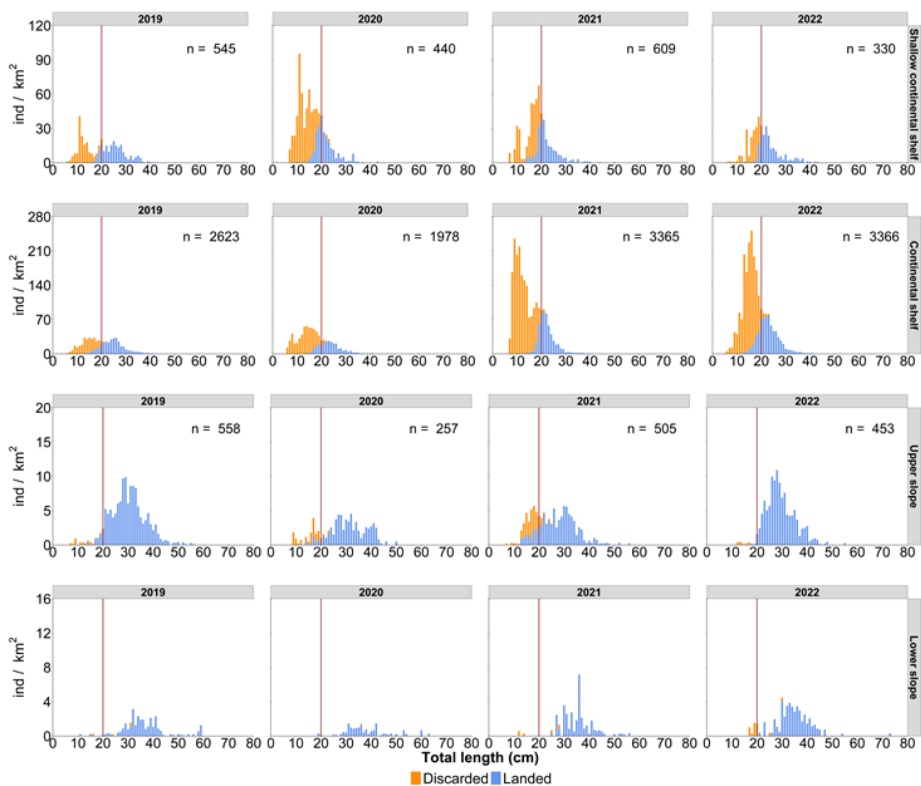 2019 2020 2021 2022
120
90
60
30
0
ind / km²
n = 545 n = 440 n = 609 n = 330
Shallow continental shelf
0 10 20 30 40 50 60 70 80 0 10 20 30 40 50 60 70 80 0 10 20 30 40 50 60 70 80 0 10 20 30 40 50 60 70 80
2019 2020 2021 2022
280
210
140
70
0
ind / km²
n = 2623 n = 1978 n = 3365 n = 3366
Continental shelf
0 10 20 30 40 50 60 70 80 0 10 20 30 40 50 60 70 80 0 10 20 30 40 50 60 70 80 0 10 20 30 40 50 60 70 80
2019 2020 2021 2022
20
15
10
5
0
ind / km²
n = 558 n = 257 n = 505 n = 453
Upper slope
0 10 20 30 40 50 60 70 80 0 10 20 30 40 50 60 70 80 0 10 20 30 40 50 60 70 80 0 10 20 30 40 50 60 70 80
2019 2020 2021 2022
16
12
8
4
0
ind / km²
Lower slope
0 10 20 30 40 50 60 70 80 0 10 20 30 40 50 60 70 80 0 10 20 30 40 50 60 70 80 0 10 20 30 40 50 60 70 80
Total length (cm)
Discarded Landed